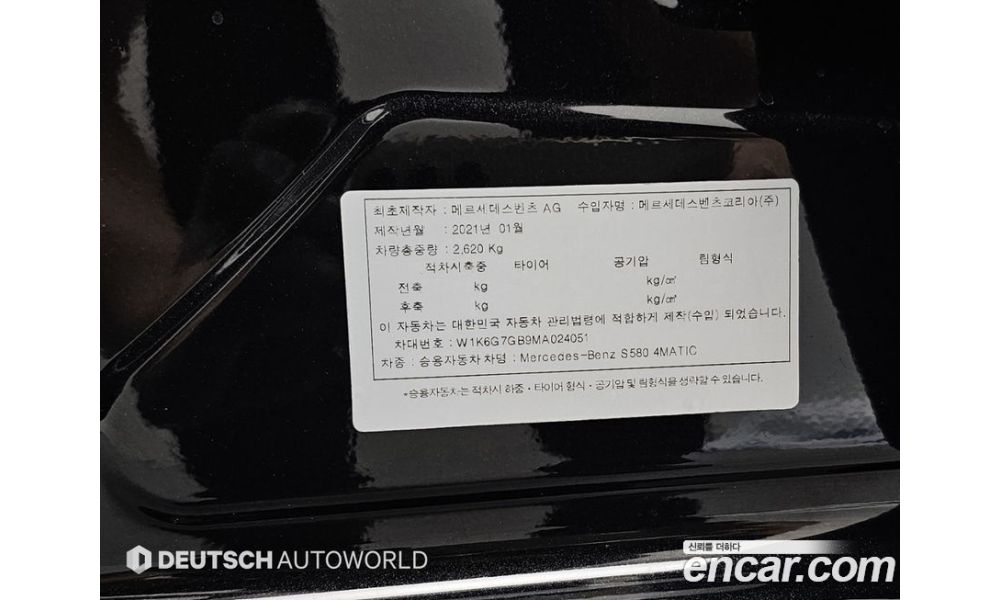 최초제작자 : 메르세데스벤츠 AG 수입자명 : 메르세데스벤츠코리아(주)
제작년월 : 2021년 01월
차량총중량 : 2,620 Kg
적차시축중 타이어 공기압 림형식
전축 kg kg/㎠
후축 kg kg/㎠
이 자동차는 대한민국 자동차 관리법령에 적합하게 제작(수입) 되었습니다.
차대번호 : W1K6G7GB9MA024051
차종 : 승용자동차 차명 : Mercedes-Benz S580 4MATIC
*승용자동차는 적차시 하중·타이어 형식·공기압 및 림형식을 생략할 수 있습니다.
DEUTSCH AUTOWORLD
신뢰를 더하다
encar.com